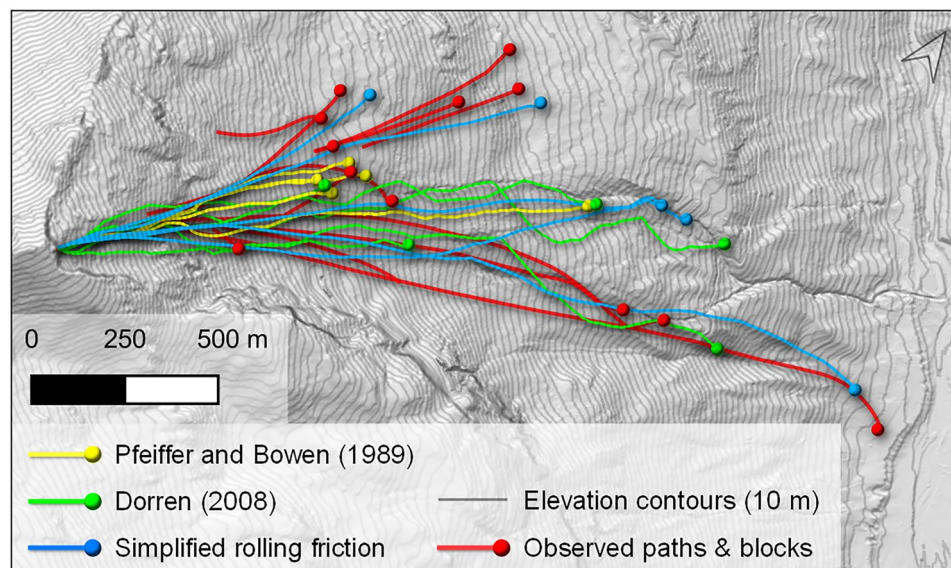 0 250 500 m
Pfeiffer and Bowen (1989)
Dorren (2008)
Elevation contours (10 m)
Simplified rolling friction
Observed paths & blocks